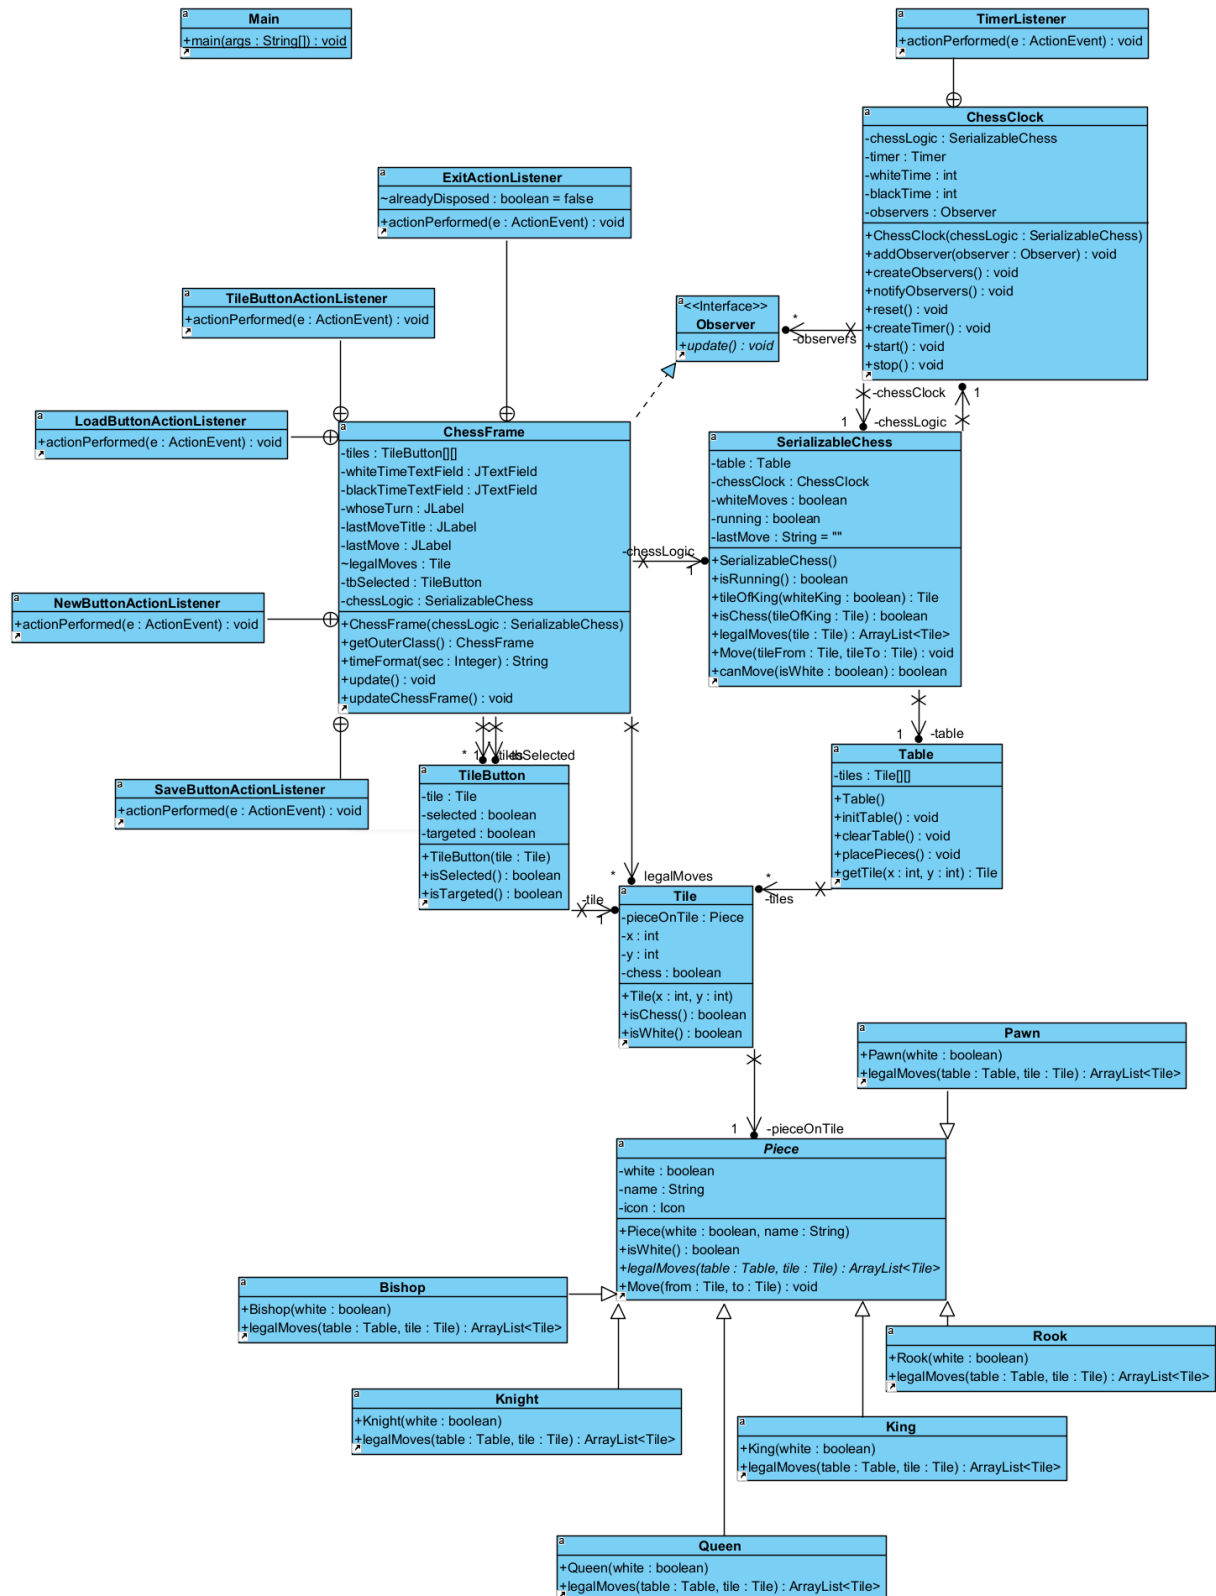 a
Main
+main(args : String[]) : void
a
TimerListener
+actionPerformed(e : ActionEvent) : void
a
ChessClock
-chessLogic : SerializableChess
-timer : Timer
-whiteTime : int
-blackTime : int
-observers : Observer
+ChessClock(chessLogic : SerializableChess)
+addObserver(observer : Observer) : void
+createObservers() : void
+notifyObservers() : void
+reset() : void
+createTimer() : void
+start() : void
+stop() : void
a
ExitActionListener
~alreadyDisposed : boolean = false
+actionPerformed(e : ActionEvent) : void
a
TileButtonActionListener
+actionPerformed(e : ActionEvent) : void
a
<<Interface>>
Observer
+update() : void
*
-observers
-chessClock
1
1
-chessLogic
a
LoadButtonActionListener
+actionPerformed(e : ActionEvent) : void
a
ChessFrame
-tiles : TileButton[][]
-whiteTimeTextField : JTextField
-blackTimeTextField : JTextField
-whoseTurn : JLabel
-lastMoveTitle : JLabel
-lastMove : JLabel
~legalMoves : Tile
-tbSelected : TileButton
-chessLogic : SerializableChess
+ChessFrame(chessLogic : SerializableChess)
+getOuterClass() : ChessFrame
+timeFormat(sec : Integer) : String
+update() : void
+updateChessFrame() : void
-chessLogic
1
a
SerializableChess
-table : Table
-chessClock : ChessClock
-whiteMoves : boolean
-running : boolean
-lastMove : String = ""
+SerializableChess()
+isRunning() : boolean
+tileOfKing(whiteKing : boolean) : Tile
+isChess(tileOfKing : Tile) : boolean
+legalMoves(tile : Tile) : ArrayList<Tile>
+Move(tileFrom : Tile, tileTo : Tile) : void
+canMove(isWhite : boolean) : boolean
a
NewButtonActionListener
+actionPerformed(e : ActionEvent) : void
1
-table
a
Table
-tiles : Tile[][]
+Table()
+initTable() : void
+clearTable() : void
+placePieces() : void
+getTile(x : int, y : int) : Tile
a
SaveButtonActionListener
+actionPerformed(e : ActionEvent) : void
*
1
-tiles
-tbSelected
a
TileButton
-tile : Tile
-selected : boolean
-targeted : boolean
+TileButton(tile : Tile)
+isSelected() : boolean
+isTargeted() : boolean
*
legalMoves
*
-tiles
-tile
1
a
Tile
-pieceOnTile : Piece
-x : int
-y : int
-chess : boolean
+Tile(x : int, y : int)
+isChess() : boolean
+isWhite() : boolean
a
Pawn
+Pawn(white : boolean)
+legalMoves(table : Table, tile : Tile) : ArrayList<Tile>
1
-pieceOnTile
a
Piece
-white : boolean
-name : String
-icon : Icon
+Piece(white : boolean, name : String)
+isWhite() : boolean
+legalMoves(table : Table, tile : Tile) : ArrayList<Tile>
+Move(from : Tile, to : Tile) : void
a
Bishop
+Bishop(white : boolean)
+legalMoves(table : Table, tile : Tile) : ArrayList<Tile>
a
Rook
+Rook(white : boolean)
+legalMoves(table : Table, tile : Tile) : ArrayList<Tile>
a
Knight
+Knight(white : boolean)
+legalMoves(table : Table, tile : Tile) : ArrayList<Tile>
a
King
+King(white : boolean)
+legalMoves(table : Table, tile : Tile) : ArrayList<Tile>
a
Queen
+Queen(white : boolean)
+legalMoves(table : Table, tile : Tile) : ArrayList<Tile>